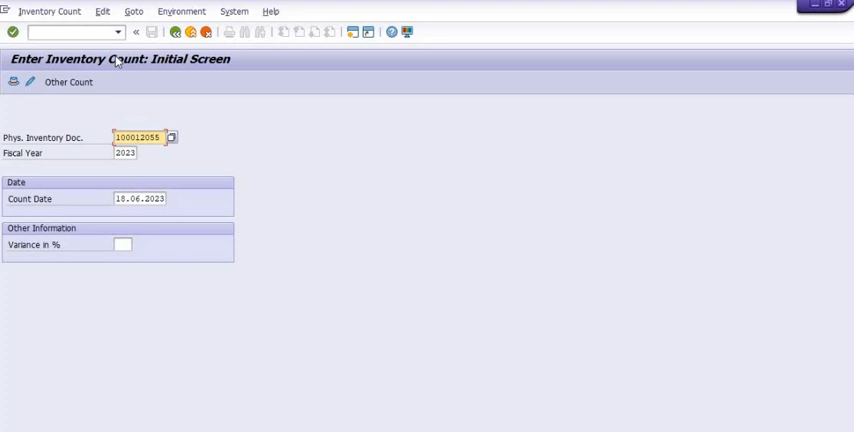 Inventory Count Edit Goto Environment System Help
Enter Inventory Count: Initial Screen
Other Count
Phys. Inventory Doc. 100012055
Fiscal Year 2023
Date
Count Date 18.06.2023
Other Information
Variance in %